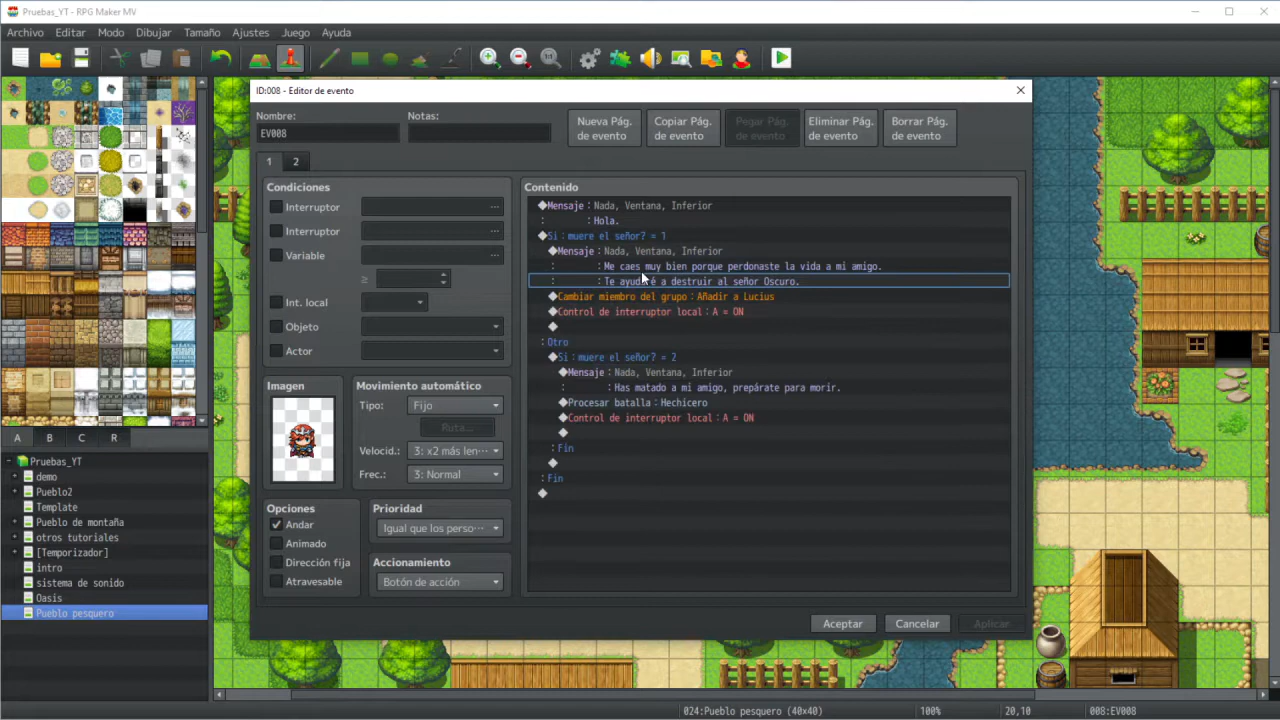 Pruebas_YT - RPG Maker MV
Archivo Editar Modo Dibujar Tamaño Ajustes Juego Ayuda
ID:008 - Editor de evento
Nombre:
EV008
Notas:
Nueva Pág. de evento
Copiar Pág. de evento
Pegar Pág. de evento
Eliminar Pág. de evento
Borrar Pág. de evento
1 2
Condiciones
Interruptor
Interruptor
Variable
≥
Int. local
Objeto
Actor
Imagen
Movimiento automático
Tipo: Fijo
Ruta...
Velocid.: 3: x2 más len···
Frec.: 3: Normal
Opciones
Andar
Animado
Dirección fija
Atravesable
Prioridad
Igual que los perso···
Accionamiento
Botón de acción
Contenido
◆Mensaje：Nada, Ventana, Inferior
：　　　：Hola.
◆Si：muere el señor? = 1
◆Mensaje：Nada, Ventana, Inferior
：　　　：Me caes muy bien porque perdonaste la vida a mi amigo.
：　　　：Te ayudaré a destruir al señor Oscuro.
◆Cambiar miembro del grupo：Añadir a Lucius
◆Control de interruptor local：A = ON
◆
：Otro
◆Si：muere el señor? = 2
◆Mensaje：Nada, Ventana, Inferior
：　　　：Has matado a mi amigo, prepárate para morir.
◆Procesar batalla：Hechicero
◆Control de interruptor local：A = ON
◆
：Fin
◆
：Fin
◆
Aceptar Cancelar Aplicar
A B C R
Pruebas_YT
demo
Pueblo2
Template
Pueblo de montaña
otros tutoriales
[Temporizador]
intro
sistema de sonido
Oasis
Pueblo pesquero
024:Pueblo pesquero (40x40) 100% 20,10 008:EV008